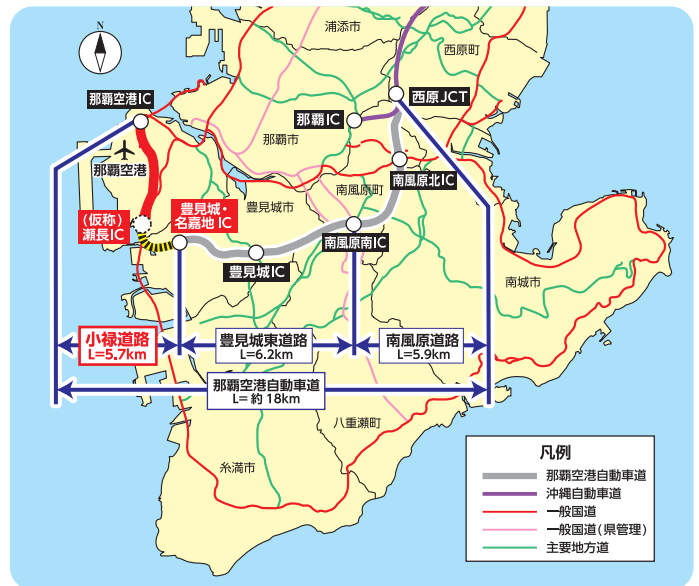 N
浦添市
西原町
那覇空港IC
西原JCT
那覇IC
那覇市
那覇空港
南風原北IC
南風原町
豊見城市
(仮称)
瀬長IC
豊見城・
名嘉地IC
南風原南IC
豊見城IC
南城市
小禄道路
L=5.7km
豊見城東道路
L=6.2km
南風原道路
L=5.9km
那覇空港自動車道
L= 約 18km
八重瀬町
糸満市
凡例
那覇空港自動車道
沖縄自動車道
一般国道
一般国道(県管理)
主要地方道